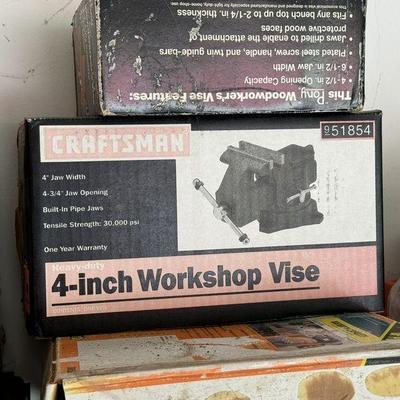 This Pony Woodworker's Vise Features:
• 4-1/2 in. Opening Capacity
• 6-1/2 in. Jaw Width
Plated steel screw, handle, and twin guide-bars
Jaws drilled to enable the attachment
protective wood faces
• Fits any bench top up to 2-1/4 in. thickness
CRAFTSMAN
951854
4" Jaw Width
4-3/4" Jaw Opening
Built-In Pipe Jaws
Tensile Strength: 30,000 psi
One Year Warranty
Heavy-duty
4-inch Workshop Vise